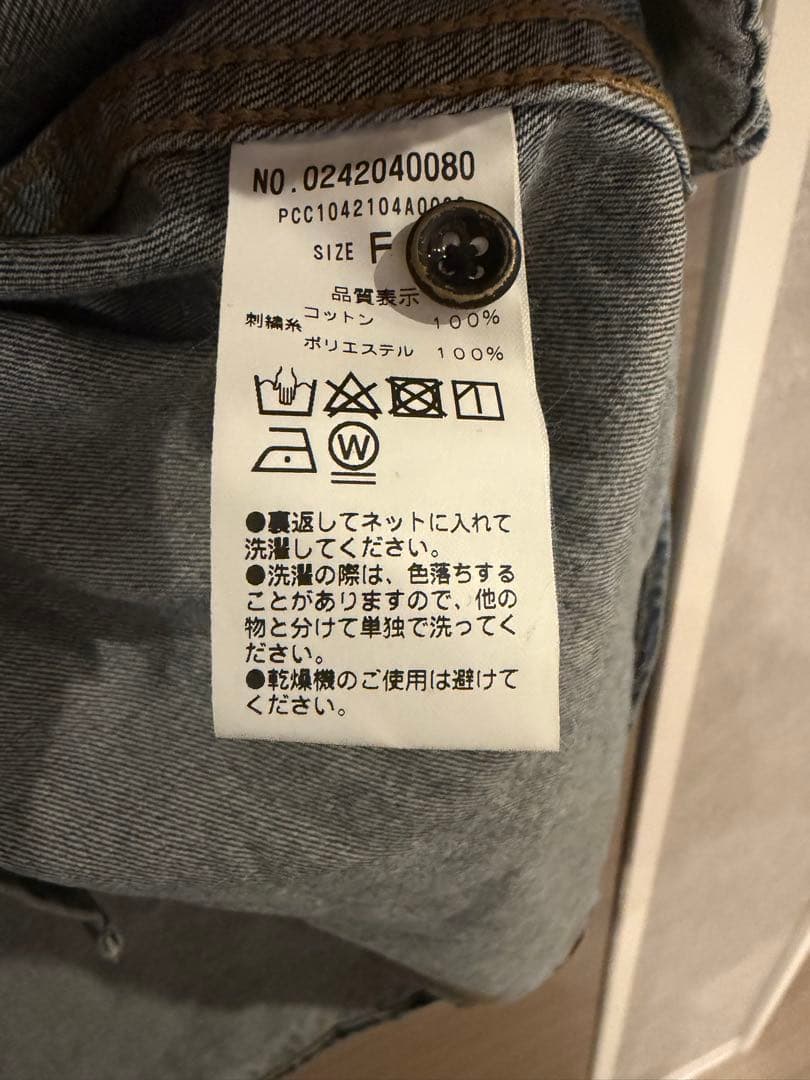 NO.0242040080
PCC1042104A0
SIZE F
品質表示
刺繍糸 コットン 100%
ポリエステル 100%
W
●裏返してネットに入れて
洗濯してください。
●洗濯の際は、色落ちする
ことがありますので、他の
物と分けて単独で洗ってく
ださい。
●乾燥機のご使用は避けて
ください。